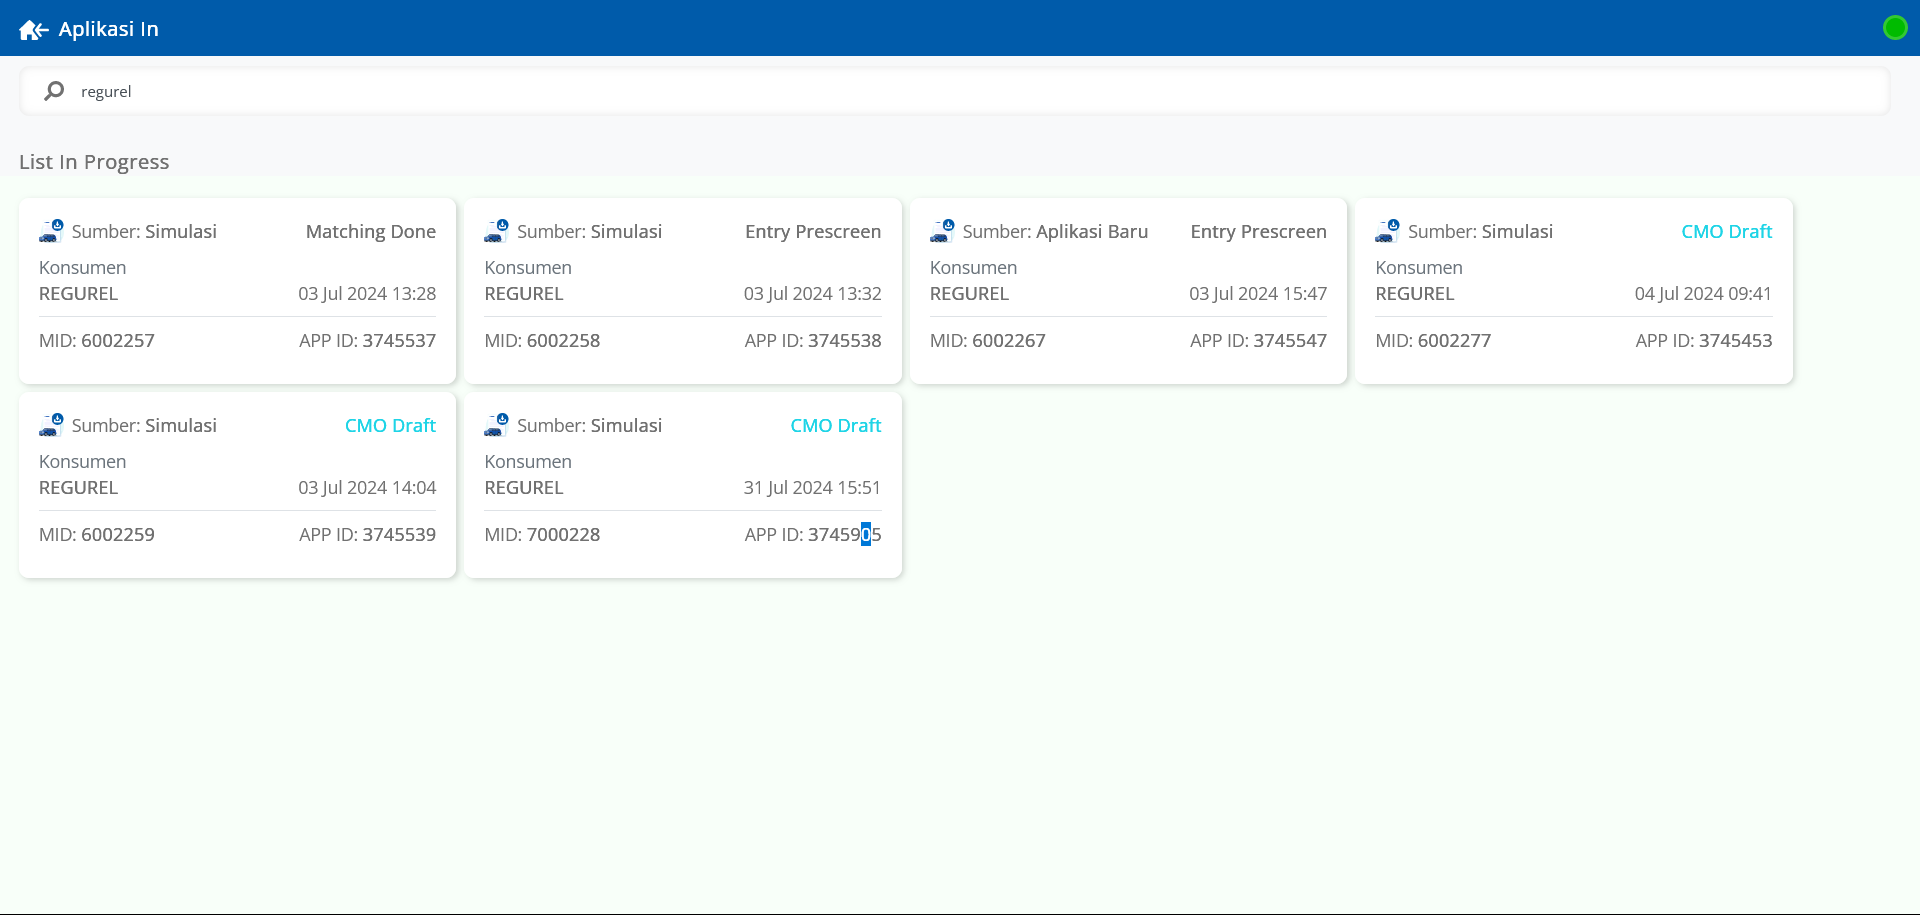 Aplikasi In
regurel
List In Progress
Sumber: Simulasi Matching Done
Konsumen
REGUREL 03 Jul 2024 13:28
MID: 6002257 APP ID: 3745537
Sumber: Simulasi Entry Prescreen
Konsumen
REGUREL 03 Jul 2024 13:32
MID: 6002258 APP ID: 3745538
Sumber: Aplikasi Baru Entry Prescreen
Konsumen
REGUREL 03 Jul 2024 15:47
MID: 6002267 APP ID: 3745547
Sumber: Simulasi CMO Draft
Konsumen
REGUREL 04 Jul 2024 09:41
MID: 6002277 APP ID: 3745453
Sumber: Simulasi CMO Draft
Konsumen
REGUREL 03 Jul 2024 14:04
MID: 6002259 APP ID: 3745539
Sumber: Simulasi CMO Draft
Konsumen
REGUREL 31 Jul 2024 15:51
MID: 7000228 APP ID: 3745905